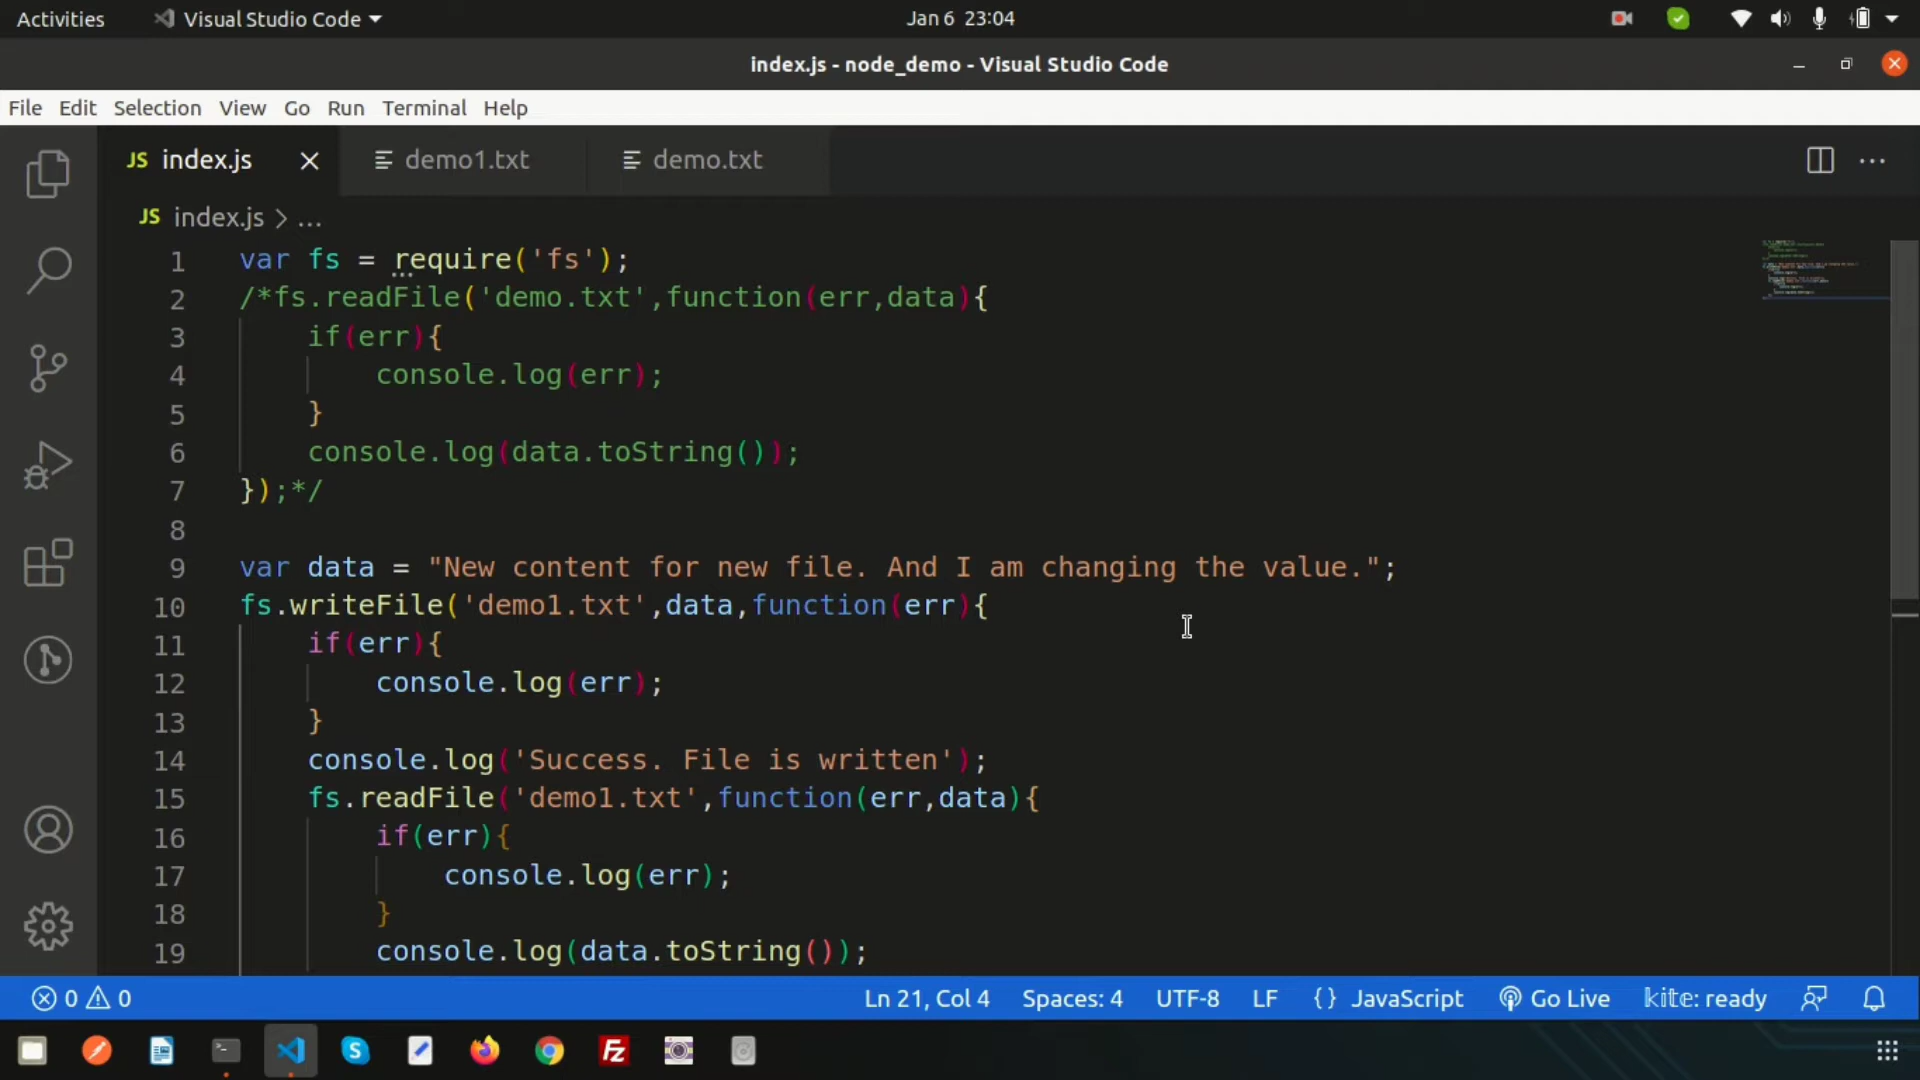 Activities Visual Studio Code Jan 6 23:04
index.js - node_demo - Visual Studio Code
File Edit Selection View Go Run Terminal Help
JS index.js demo1.txt demo.txt
JS index.js > ...
1 var fs = require('fs');
2 /*fs.readFile('demo.txt',function(err,data){
3 if(err){
4 console.log(err);
5 }
6 console.log(data.toString());
7 });*/
8
9 var data = "New content for new file. And I am changing the value.";
10 fs.writeFile('demo1.txt',data,function(err){
11 if(err){
12 console.log(err);
13 }
14 console.log('Success. File is written');
15 fs.readFile('demo1.txt',function(err,data){
16 if(err){
17 console.log(err);
18 }
19 console.log(data.toString());
0 0 Ln 21, Col 4 Spaces: 4 UTF-8 LF {} JavaScript Go Live kite: ready